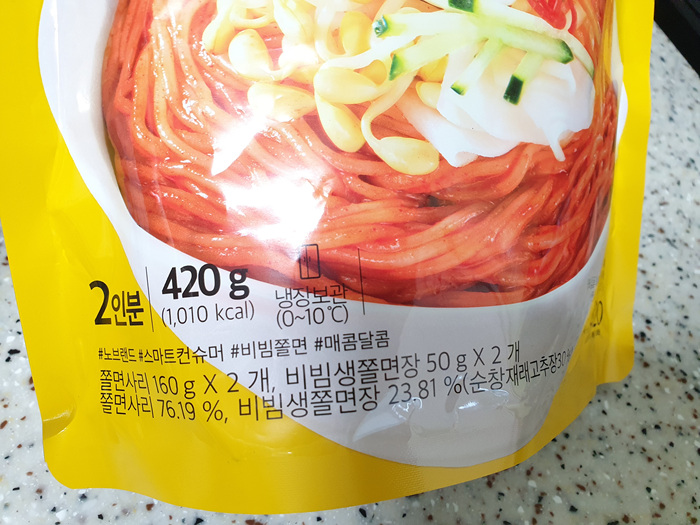 2인분
420 g
(1,010 kcal)
냉장보관
(0~10℃)
#노브랜드 #스마트컨슈머 #비빔쫄면 #매콤달콤
쫄면사리 160 g X 2 개, 비빔생쫄면장 50 g X 2 개
쫄면사리 76.19 %, 비빔생쫄면장 23.81 %(순창재래고추장30